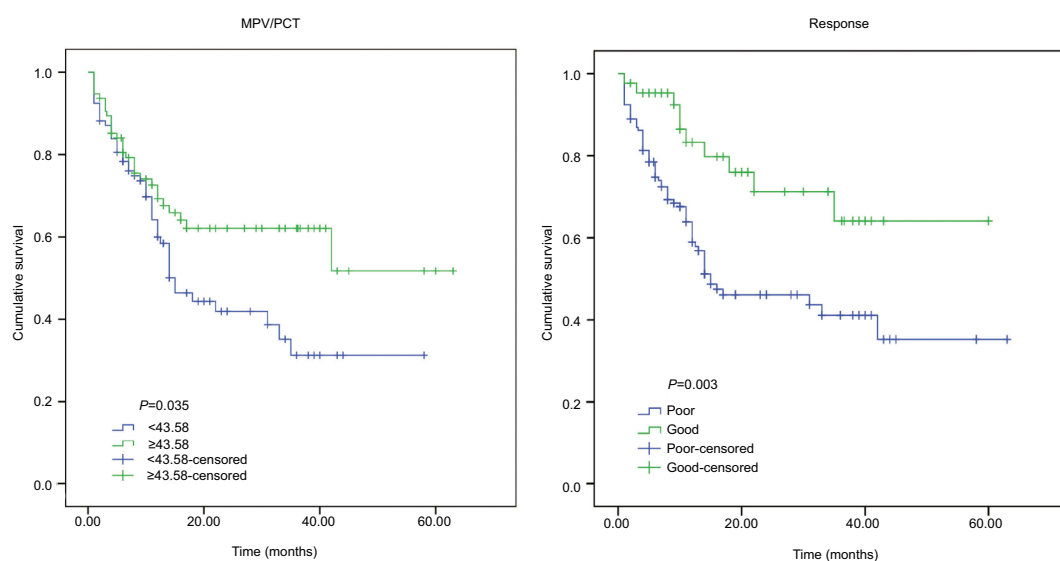 MPV/PCT
1.0
0.8
0.6
0.4
0.2
0.0
Cumulative survival
P=0.035
<43.58
≥43.58
<43.58-censored
≥43.58-censored
0.00 20.00 40.00 60.00
Time (months)
Response
1.0
0.8
0.6
0.4
0.2
0.0
Cumulative survival
P=0.003
Poor
Good
Poor-censored
Good-censored
0.00 20.00 40.00 60.00
Time (months)